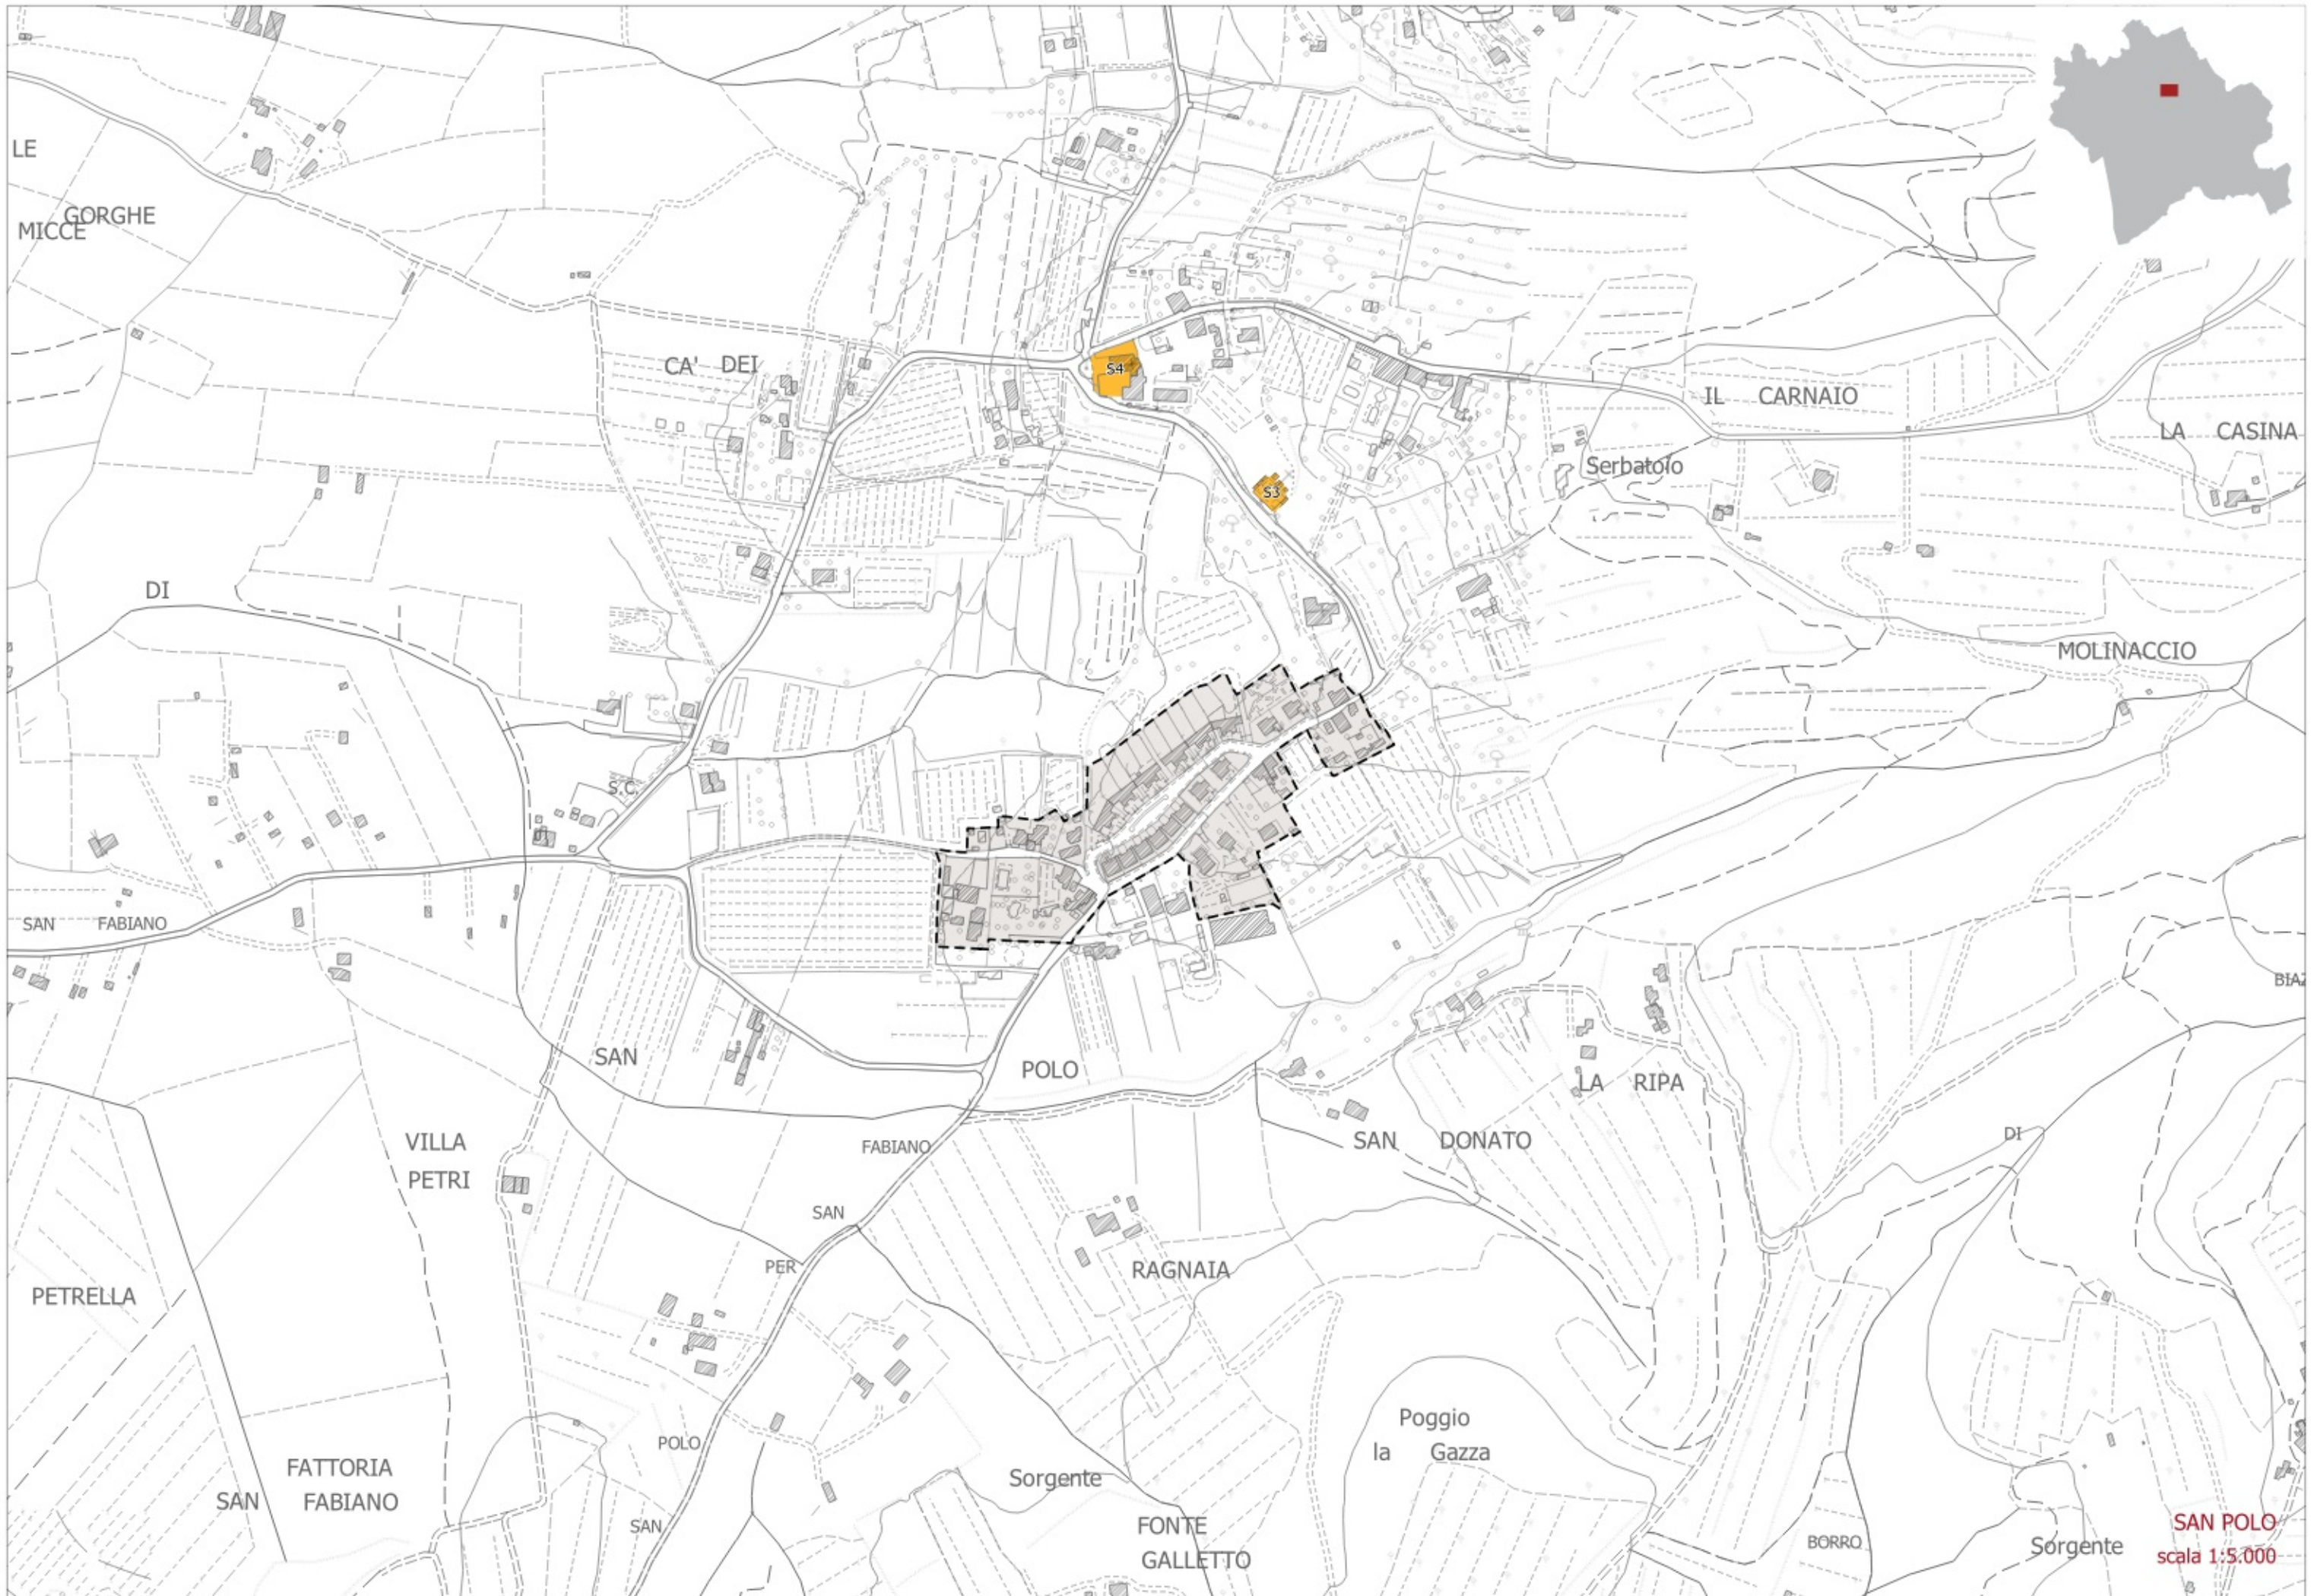 LE
GORGHE
MICCE
CA' DEI
S4
IL CARNAIO
LA CASINA
Serbatoio
S3
DI
MOLINACCIO
S.C.
SAN FABIANO
SAN POLO
LA RIPA
VILLA
PETRI
FABIANO
SAN DONATO
DI
SAN
PER
RAGNAIA
PETRELLA
Poggio
la Gazza
POLO
FATTORIA
SAN FABIANO
Sorgente
SAN
FONTE
GALLETTO
BORRO
Sorgente
SAN POLO
scala 1:5.000